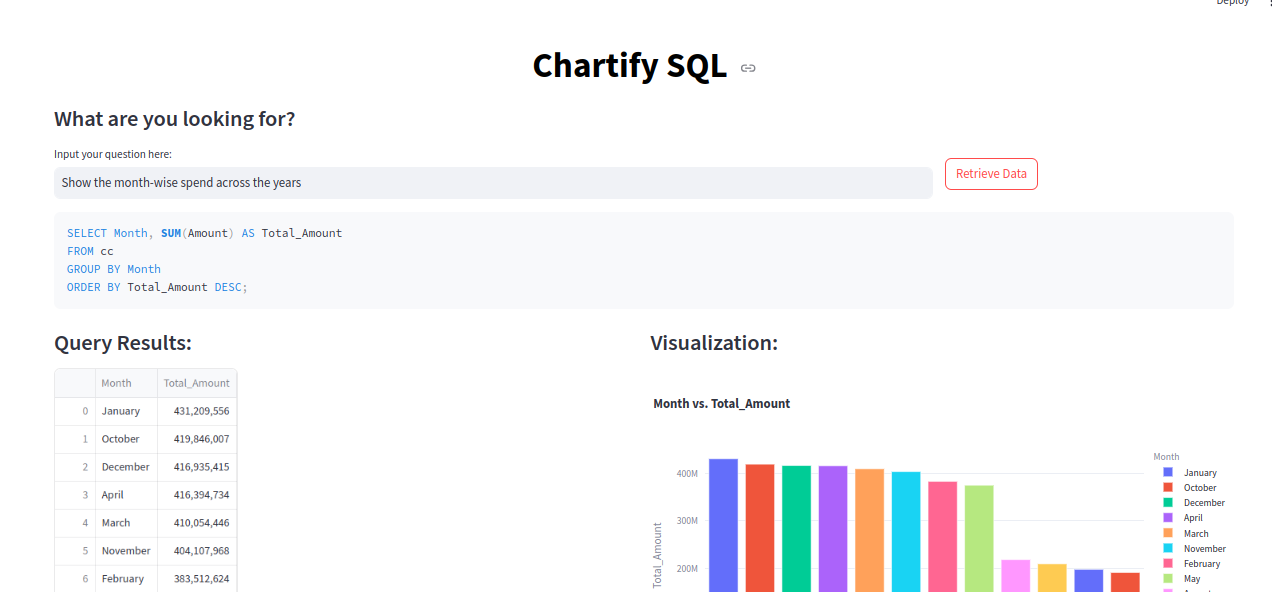 Deploy
Chartify SQL
What are you looking for?
Input your question here:
Show the month-wise spend across the years
Retrieve Data
SELECT Month, SUM(Amount) AS Total_Amount
FROM cc
GROUP BY Month
ORDER BY Total_Amount DESC;
Query Results:
Month Total_Amount
0 January 431,209,556
1 October 419,846,007
2 December 416,935,415
3 April 416,394,734
4 March 410,054,446
5 November 404,107,968
6 February 383,512,624
Visualization:
Month vs. Total_Amount
400M
300M
200M
Total_Amount
Month
January
October
December
April
March
November
February
May